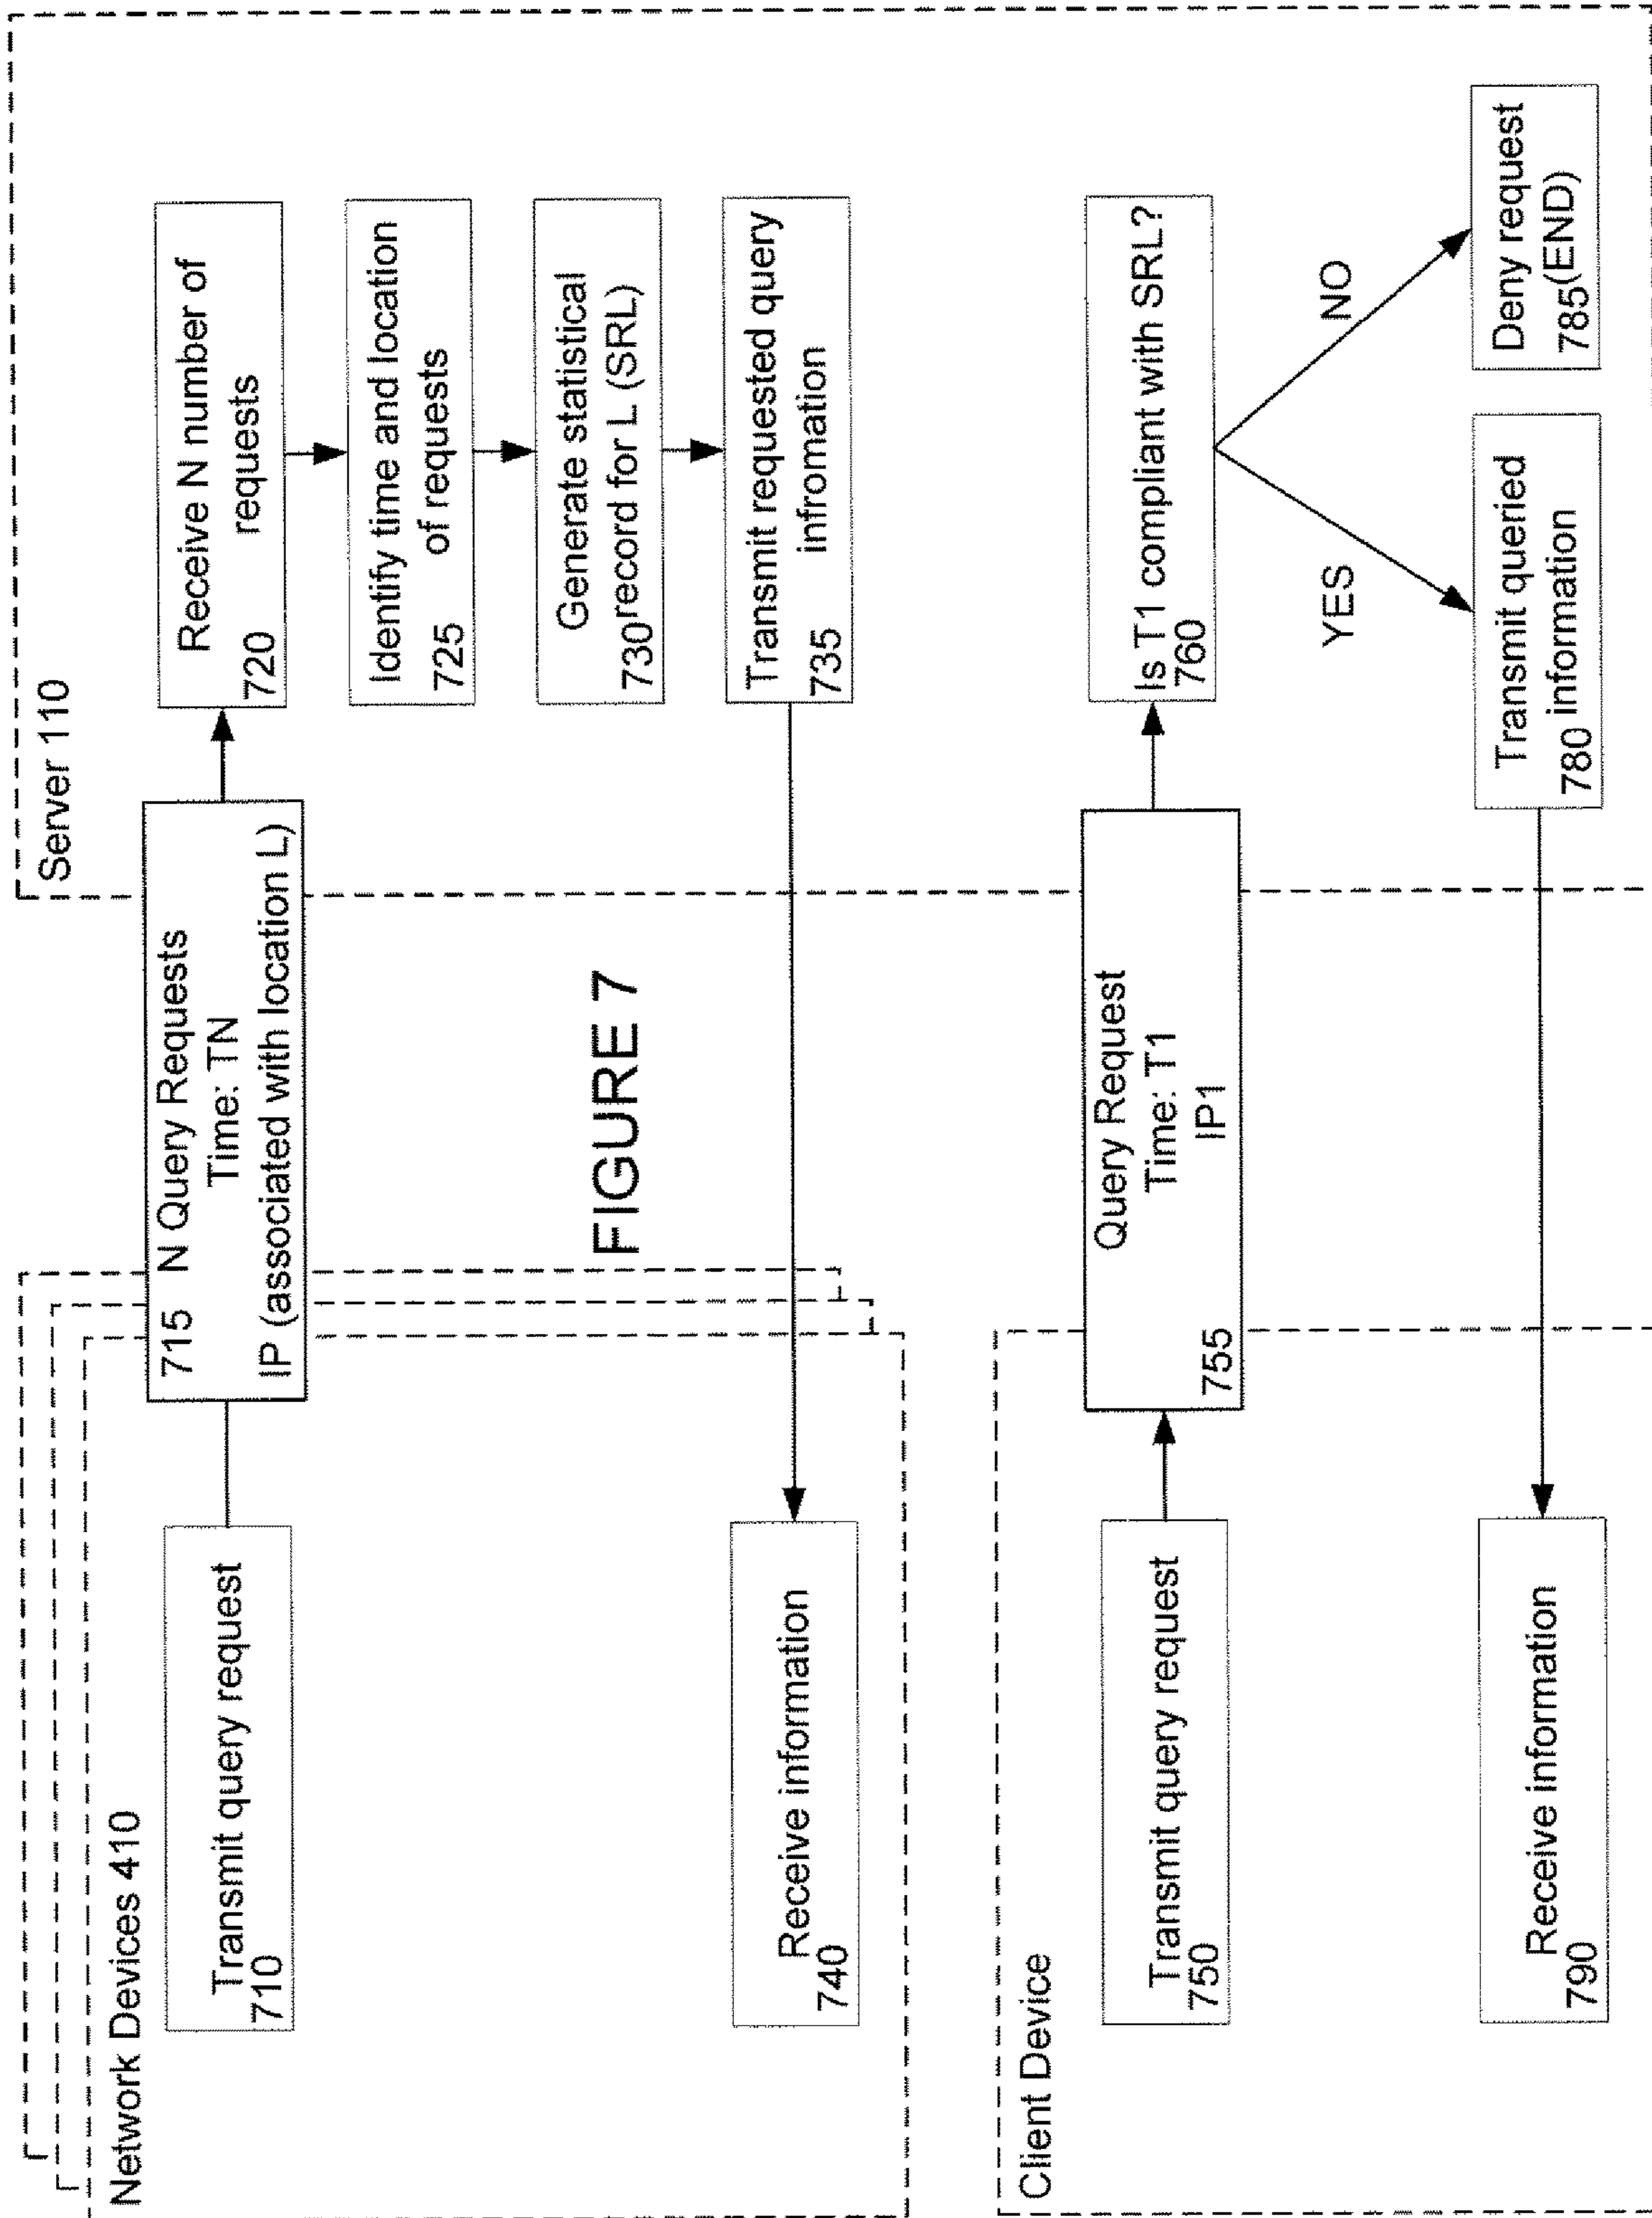 Network Devices 410
Server 110
Transmit query request
710
715 N Query Requests
Time: TN
IP (associated with location L)
Receive N number of
720 requests
Identify time and location
725 of requests
Generate statistical
730 record for L (SRL)
Transmit requested query
735 infromation
Receive information
740
FIGURE 7
Client Device
Transmit query request
750
Query Request
Time: T1
IP1
755
Is T1 compliant with SRL?
760
YES
NO
Transmit queried
780 information
Deny request
785 (END)
Receive information
790